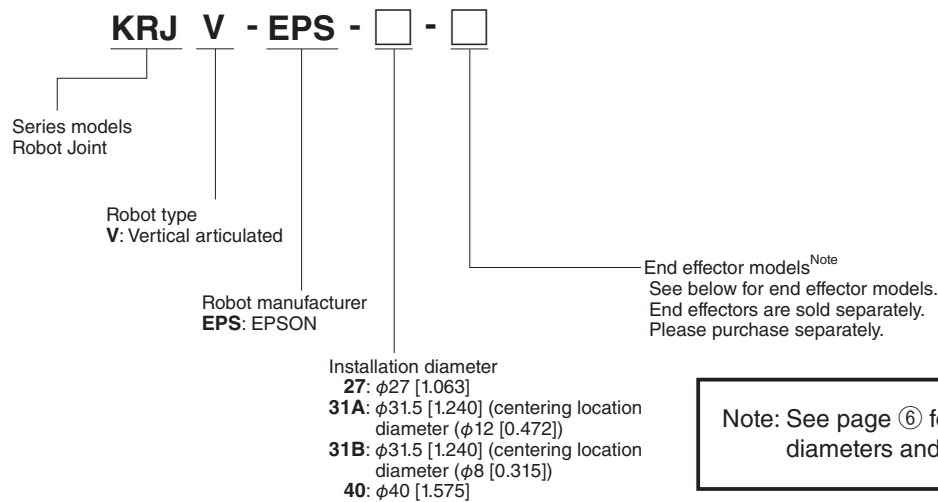 KRJ V - EPS - □ - □
Series models
Robot Joint
Robot type
V: Vertical articulated
Robot manufacturer
EPS: EPSON
Installation diameter
27: φ27 [1.063]
31A: φ31.5 [1.240] (centering location
diameter (φ12 [0.472])
31B: φ31.5 [1.240] (centering location
diameter (φ8 [0.315])
40: φ40 [1.575]
End effector models Note
See below for end effector models.
End effectors are sold separately.
Please purchase separately.
Note: See page ⑥ f
diameters and